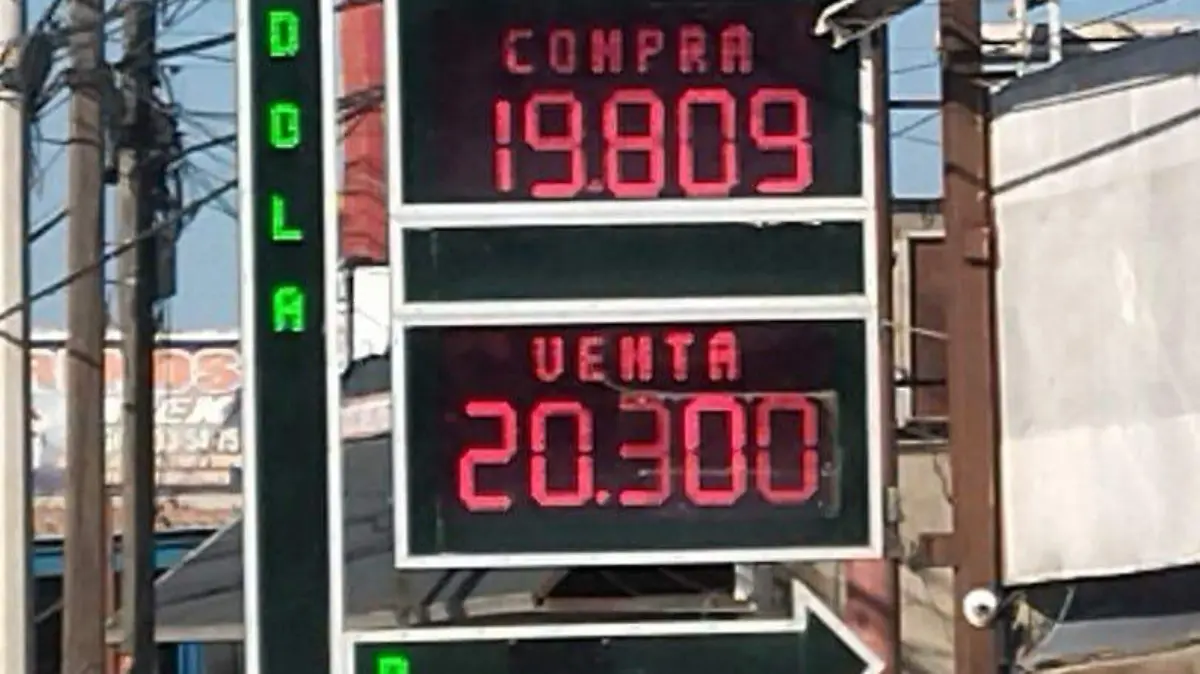 D
O
L
A
COMPRA
19.809
VENTA
20.300